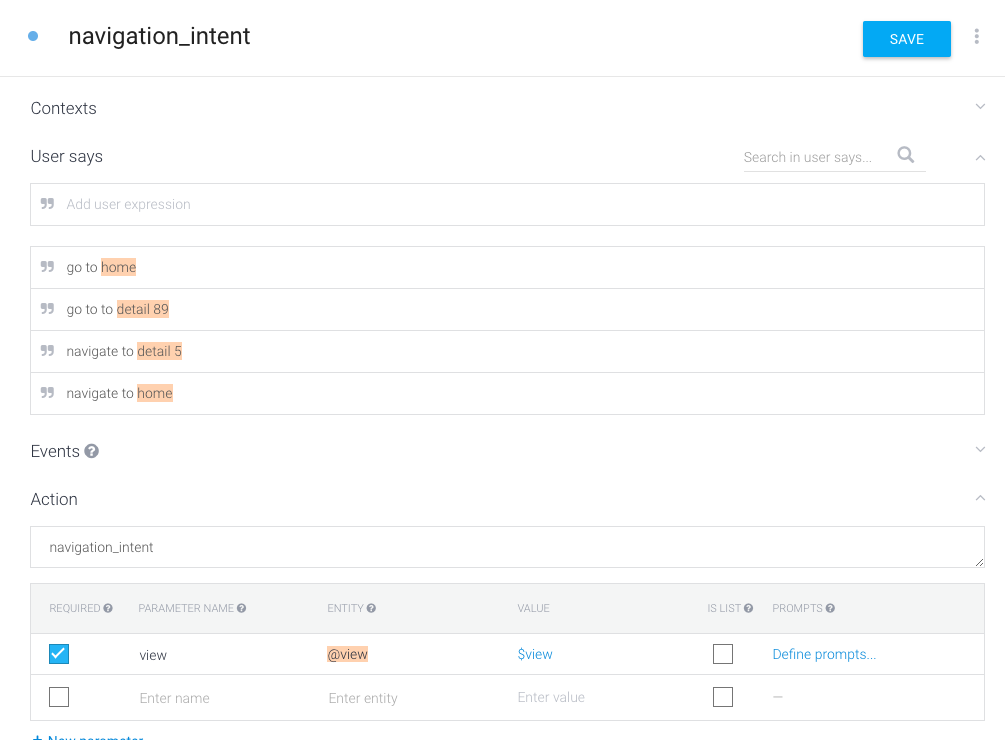 navigation_intent
SAVE
Contexts
User says
Search in user says...
Add user expression
go to home
go to to detail 89
navigate to detail 5
navigate to home
Events
Action
navigation_intent
REQUIRED PARAMETER NAME ENTITY VALUE IS LIST PROMPTS
view @view $view Define prompts...
Enter name Enter entity Enter value —
+ New parameter